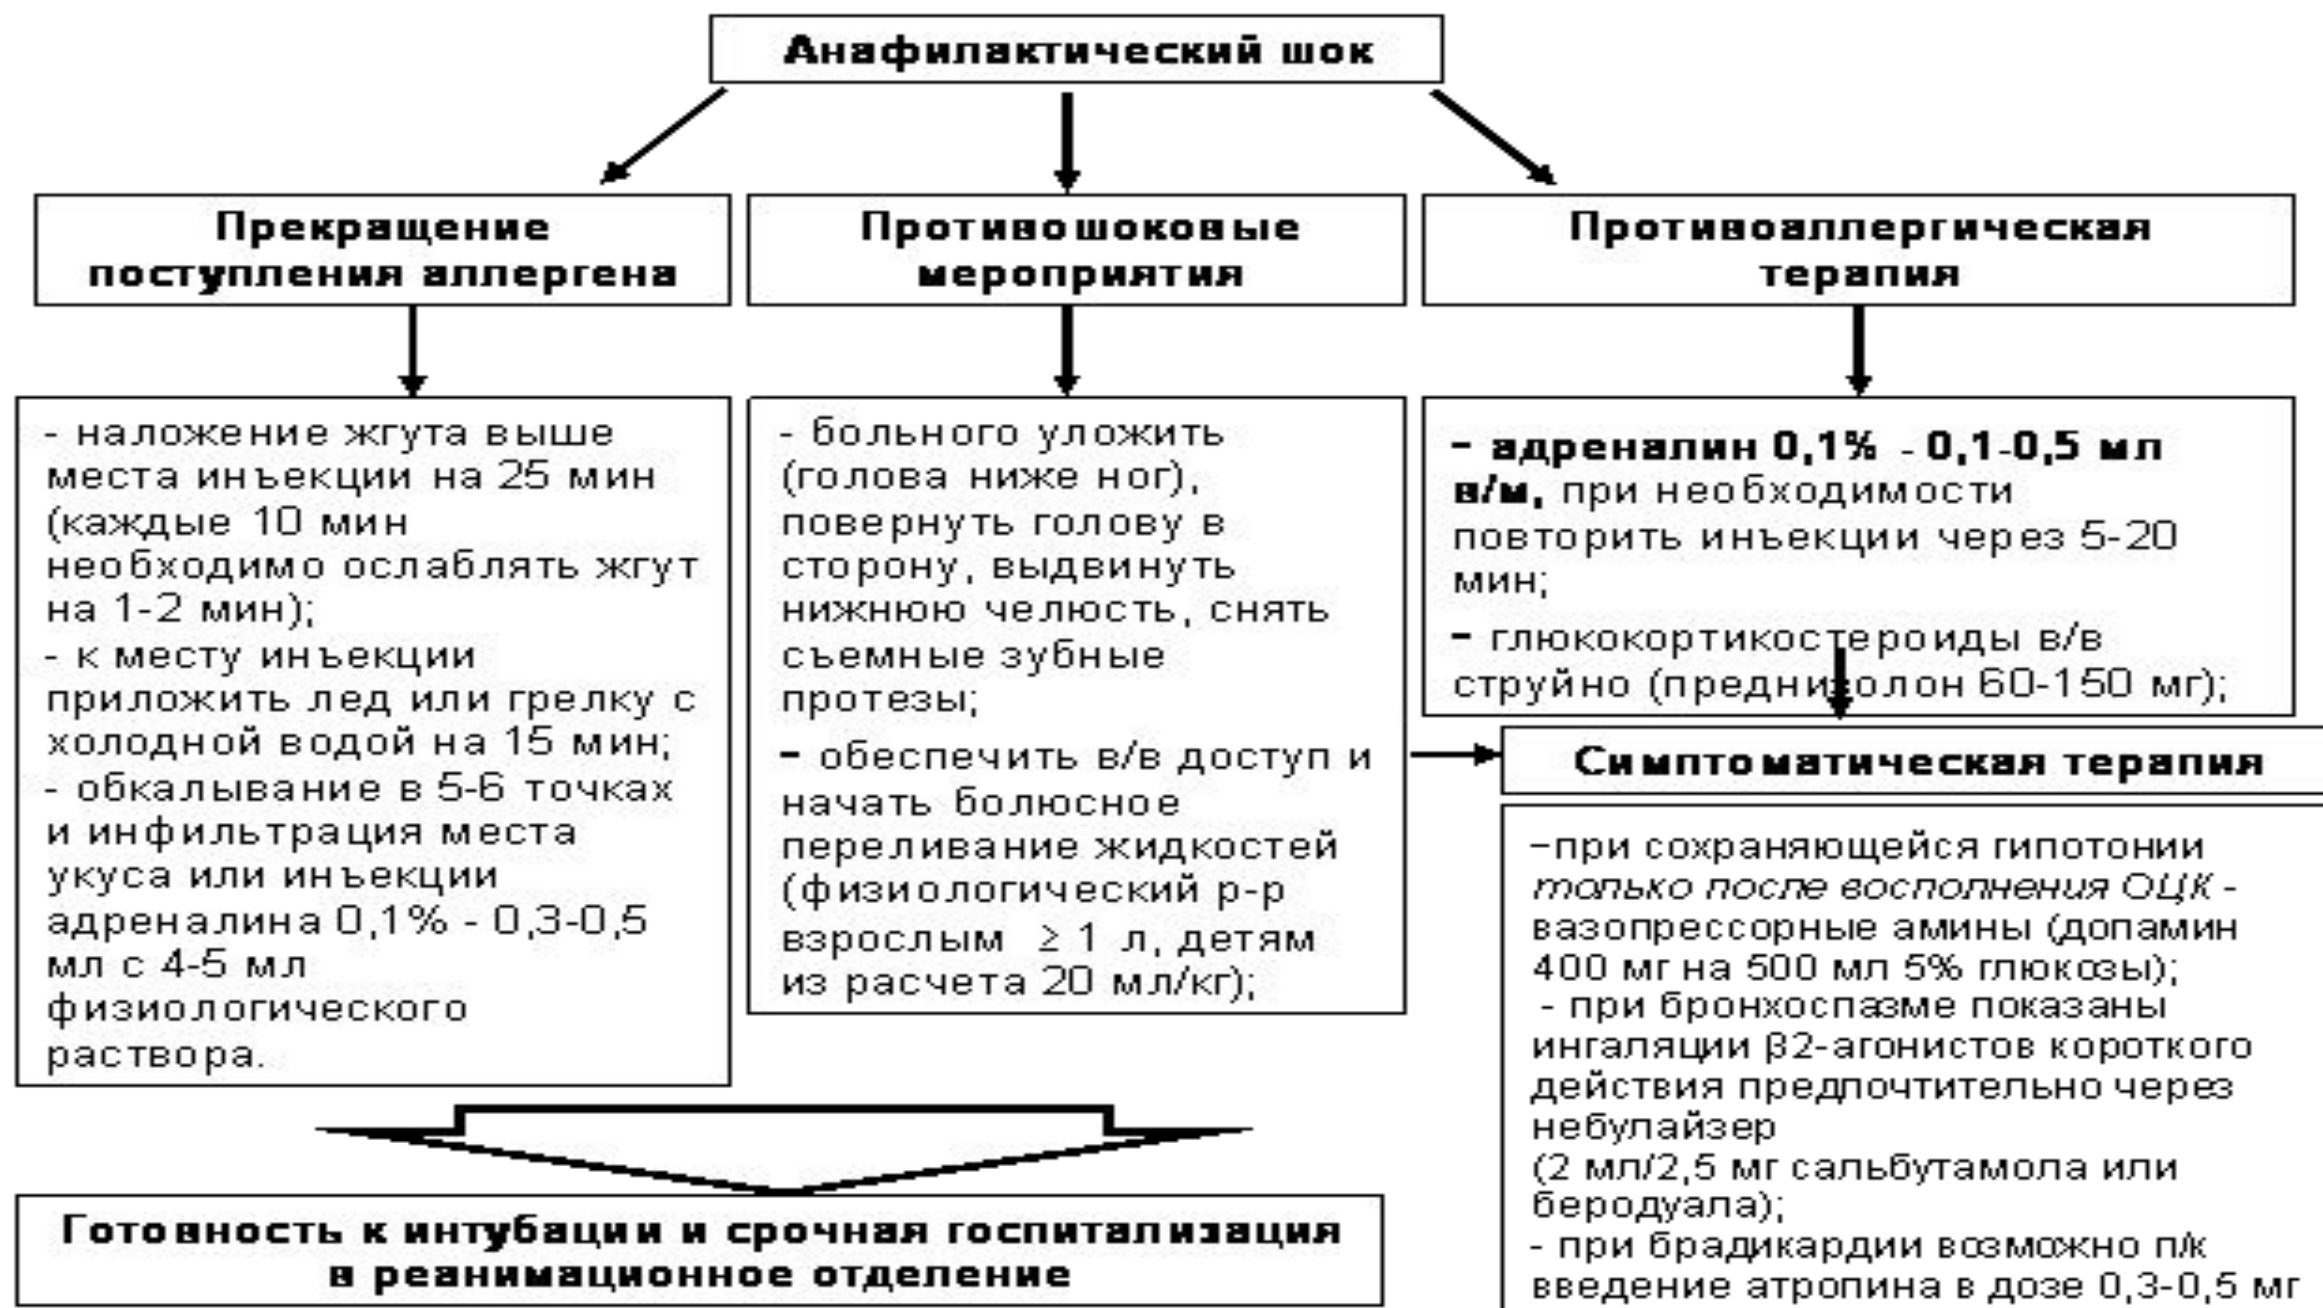 Анафилактический шок
Прекращение
поступления аллергена
Противошоковые
мероприятия
Противоаллергическая
терапия
- наложение жгута выше
места инъекции на 25 мин
(каждые 10 мин
необходимо ослаблять жгут
на 1-2 мин);
- к месту инъекции
приложить лед или грелку с
холодной водой на 15 мин;
- обкалывание в 5-6 точках
и инфильтрация места
укуса или инъекции
адреналина 0,1% - 0,3-0,5
мл с 4-5 мл
физиологического
раствора.
- больного уложить
(голова ниже ног),
повернуть голову в
сторону, выдвинуть
нижнюю челюсть, снять
съемные зубные
протезы;
– обеспечить в/в доступ и
начать болюсное
переливание жидкостей
(физиологический р-р
взрослым ≥ 1 л, детям
из расчета 20 мл/кг);
– адреналин 0,1% - 0,1-0,5 мл
в/м, при необходимости
повторить инъекции через 5-20
мин;
– глюкокортикостероиды в/в
струйно (преднизолон 60-150 мг);
Симптоматическая терапия
–при сохраняющейся гипотонии
только после восполнения ОЦК -
вазопрессорные амины (допамин
400 мг на 500 мл 5% глюкозы);
- при бронхоспазме показаны
ингаляции β2-агонистов короткого
действия предпочтительно через
небулайзер
(2 мл/2,5 мг сальбутамола или
беродуала);
- при брадикардии возможно п/к
введение атропина в дозе 0,3-0,5 мг
Готовность к интубации и срочная госпитализация
в реанимационное отделение